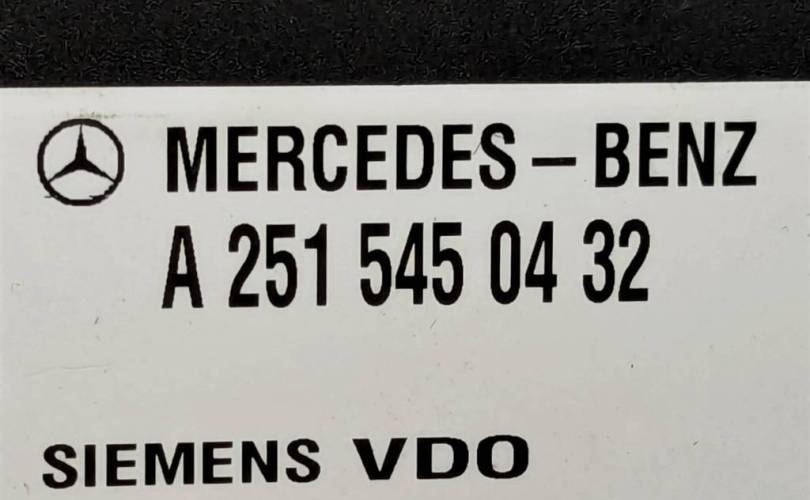 MERCEDES-BENZ
A 251 545 04 32
SIEMENS VDO